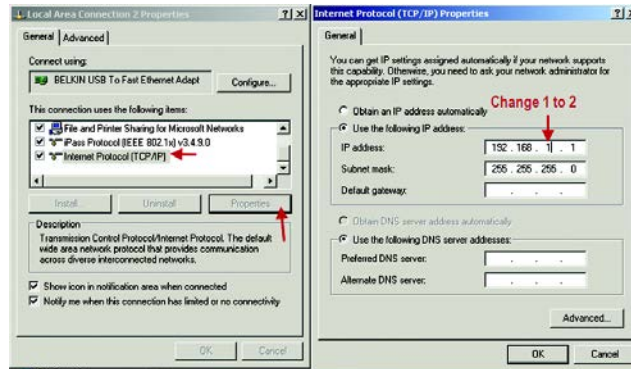 Local Area Connection 2 Properties
General
Advanced
Connect using:
BELKIN USB To Fast Ethernet Adapt
Configure...
This connection uses the following items:
File and Printer Sharing for Microsoft Networks
iPass Protocol (IEEE 802.1x) v3.4.9.0
Internet Protocol (TCP/IP)
Install...
Uninstall
Properties
Description
Transmission Control Protocol/Internet Protocol. The default
wide area network protocol that provides communication
across diverse interconnected networks.
Show icon in notification area when connected
Notify me when this connection has limited or no connectivity
OK
Cancel
Internet Protocol (TCP/IP) Properties
General
You can get IP settings assigned automatically if your network supports
this capability. Otherwise, you need to ask your network administrator for
the appropriate IP settings.
Change 1 to 2
Obtain an IP address automatically
Use the following IP address:
IP address:
192 . 168 . 1 . 1
Subnet mask:
255 . 255 . 255 . 0
Default gateway:
Obtain DNS server address automatically
Use the following DNS server addresses:
Preferred DNS server:
Alternate DNS server:
Advanced...
OK
Cancel